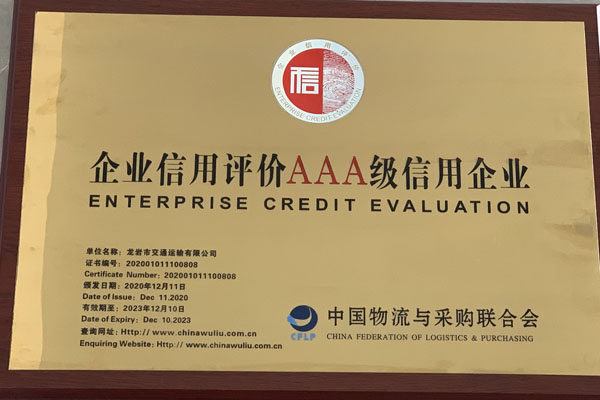 企业信用评价
信
ENTERPRISE CREDIT EVALUATION
企业信用评价AAA级信用企业
ENTERPRISE CREDIT EVALUATION
单位名称：龙岩市交通运输有限公司
证书编号：202001011100808
Certificate Number：202001011100808
颁发日期：2020年12月11日
Date of Issue：Dec 11.2020
有效期至：2023年12月10日
Date of Expiry：Dec 10.2023
查询网址：Http://www.chinawuliu.com.cn
Enquiring Website：Http://www.chinawuliu.com.cn
CFLP
中国物流与采购联合会
CHINA FEDERATION OF LOGISTICS & PURCHASING